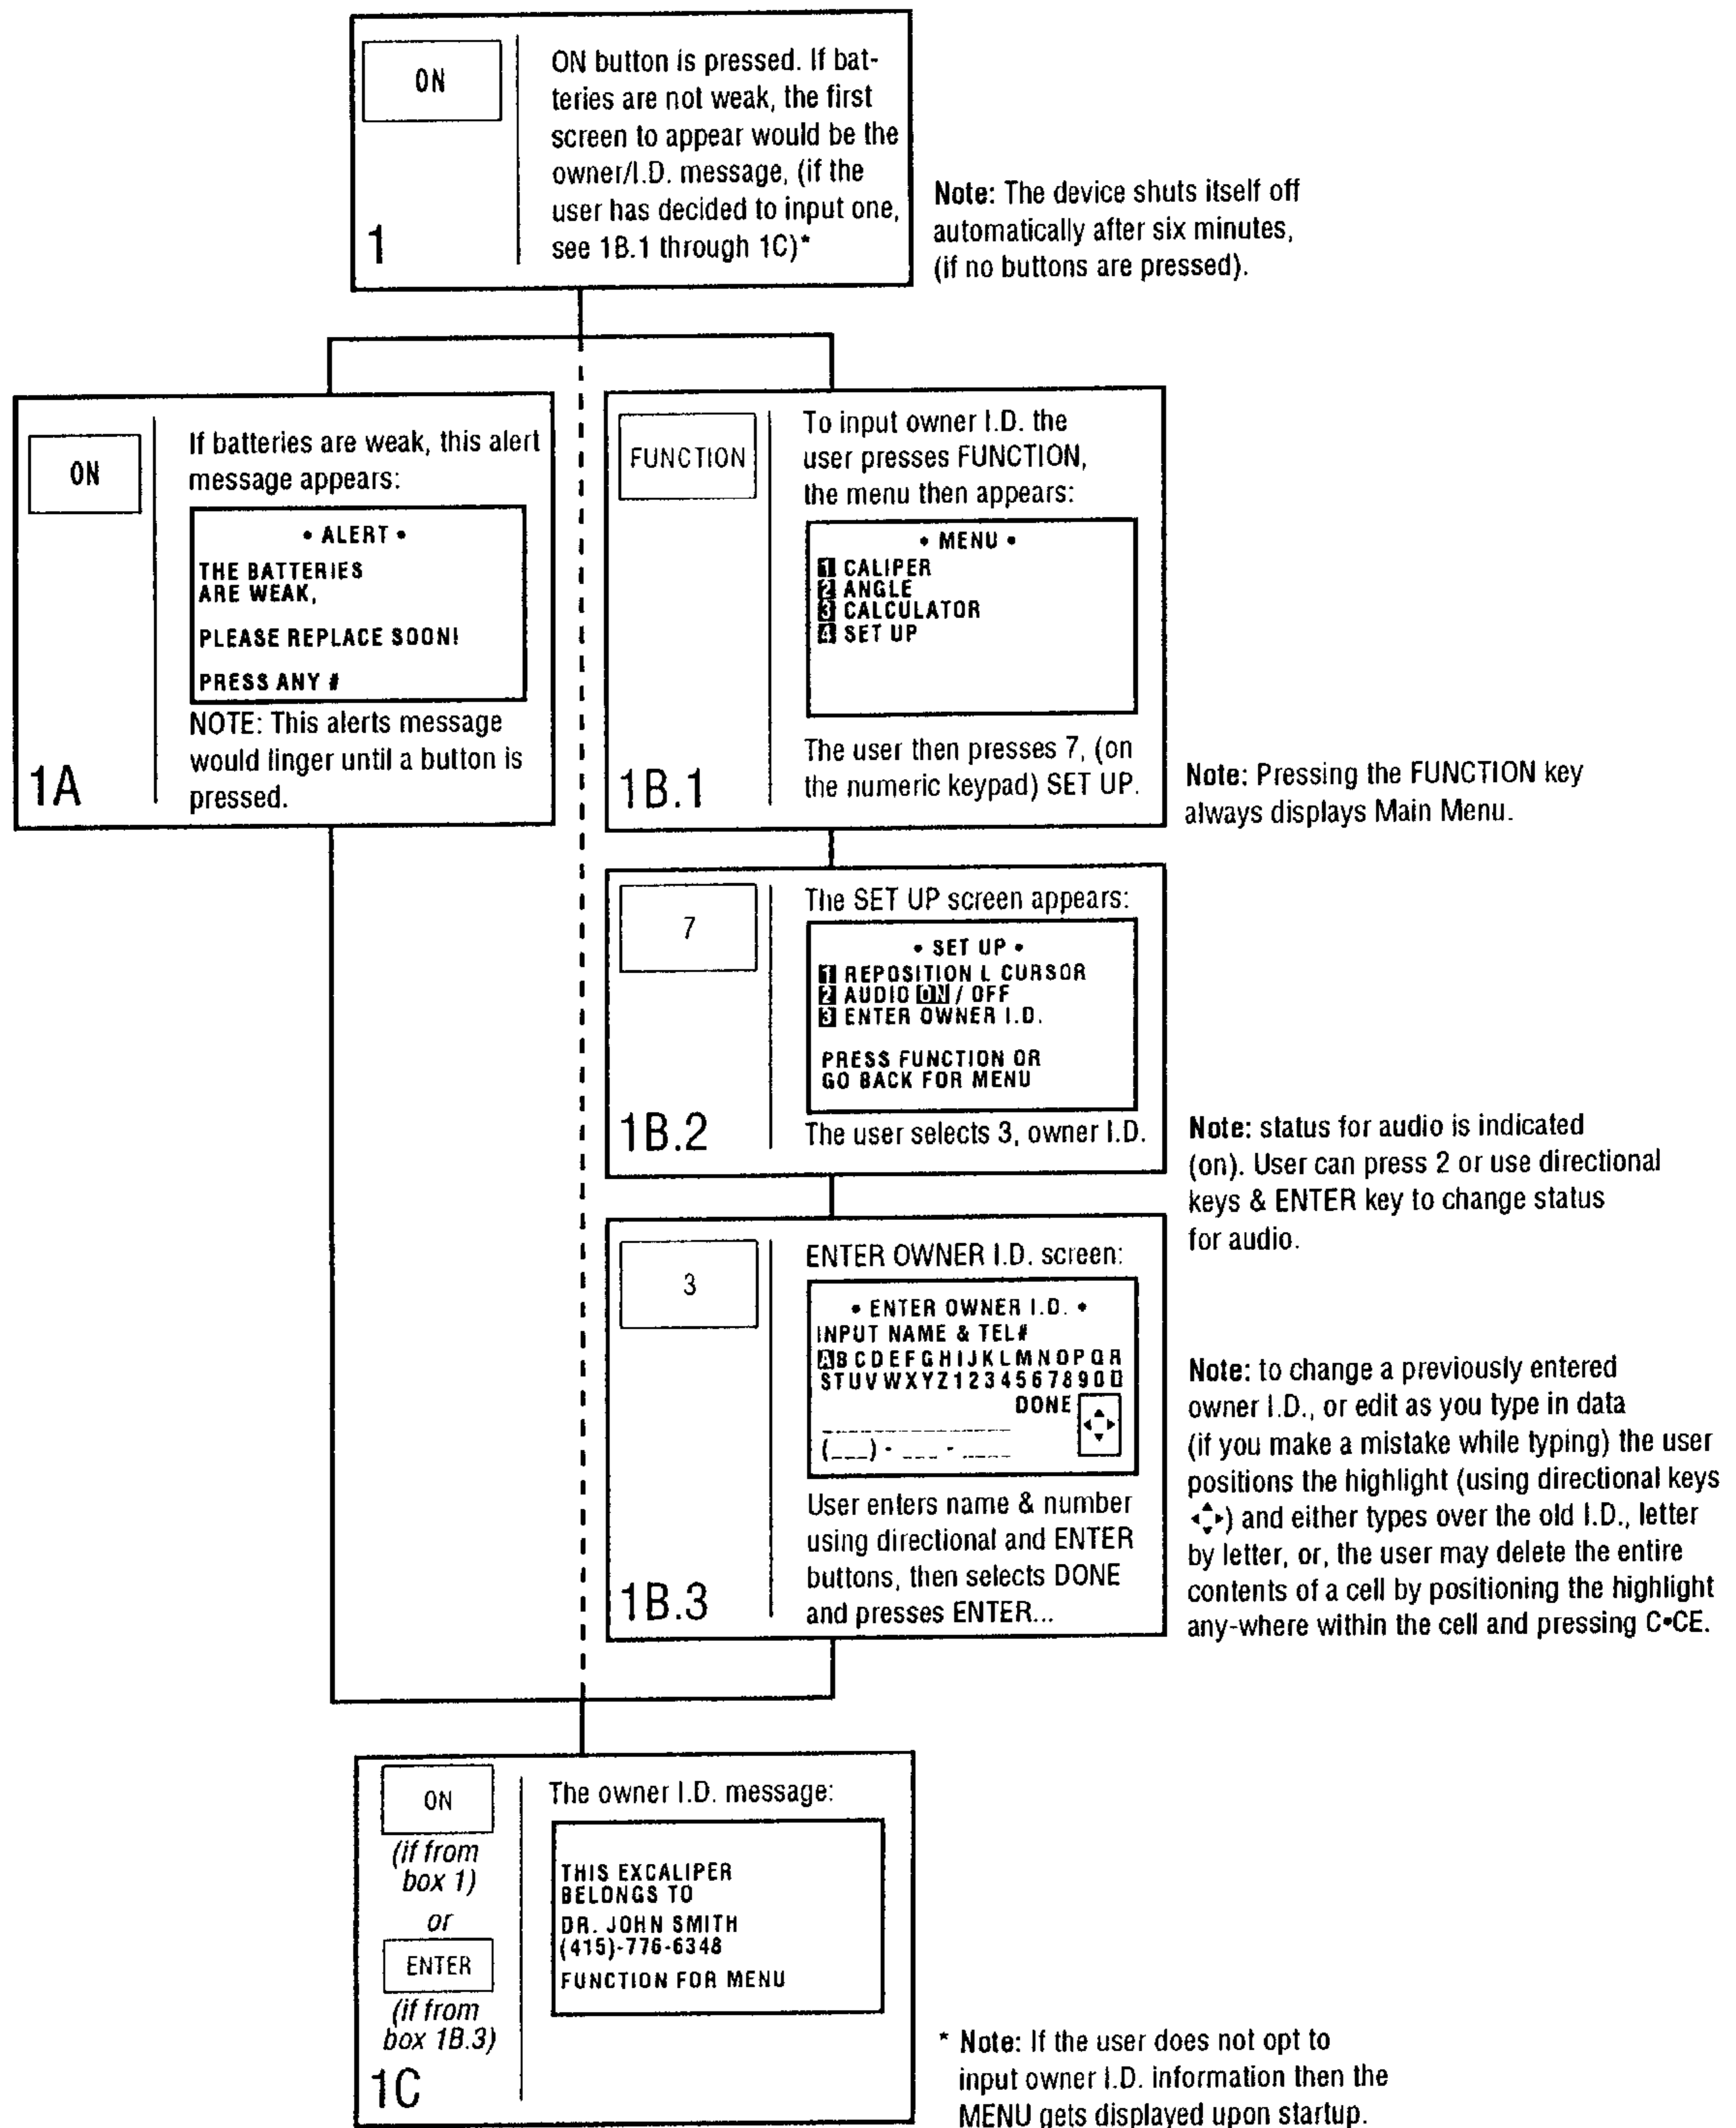 ON
ON button is pressed. If bat-
teries are not weak, the first
screen to appear would be the
owner/I.D. message, (if the
user has decided to input one,
see 1B.1 through 1C)*
1
Note: The device shuts itself off
automatically after six minutes,
(if no buttons are pressed).
ON
If batteries are weak, this alert
message appears:
• ALERT •
THE BATTERIES
ARE WEAK,
PLEASE REPLACE SOON!
PRESS ANY #
NOTE: This alerts message
would linger until a button is
pressed.
1A
FUNCTION
To input owner I.D. the
user presses FUNCTION,
the menu then appears:
• MENU •
1 CALIPER
2 ANGLE
3 CALCULATOR
4 SET UP
The user then presses 7, (on
the numeric keypad) SET UP.
1B.1
Note: Pressing the FUNCTION key
always displays Main Menu.
7
The SET UP screen appears:
• SET UP •
1 REPOSITION L CURSOR
2 AUDIO ON / OFF
3 ENTER OWNER I.D.
PRESS FUNCTION OR
GO BACK FOR MENU
The user selects 3, owner I.D.
1B.2
Note: status for audio is indicated
(on). User can press 2 or use directional
keys & ENTER key to change status
for audio.
3
ENTER OWNER I.D. screen:
• ENTER OWNER I.D. •
INPUT NAME & TEL#
ABCDEFGHIJKLMNOPQR
STUVWXYZ1234567890
DONE
(___) - ___ - ____
User enters name & number
using directional and ENTER
buttons, then selects DONE
and presses ENTER...
1B.3
Note: to change a previously entered
owner I.D., or edit as you type in data
(if you make a mistake while typing) the user
positions the highlight (using directional keys
) and either types over the old I.D., letter
by letter, or, the user may delete the entire
contents of a cell by positioning the highlight
any-where within the cell and pressing C•CE.
ON
(if from
box 1)
or
ENTER
(if from
box 1B.3)
1C
The owner I.D. message:
THIS EXCALIPER
BELONGS TO
DR. JOHN SMITH
(415)-776-6348
FUNCTION FOR MENU
* Note: If the user does not opt to
input owner I.D. information then the
MENU gets displayed upon startup.